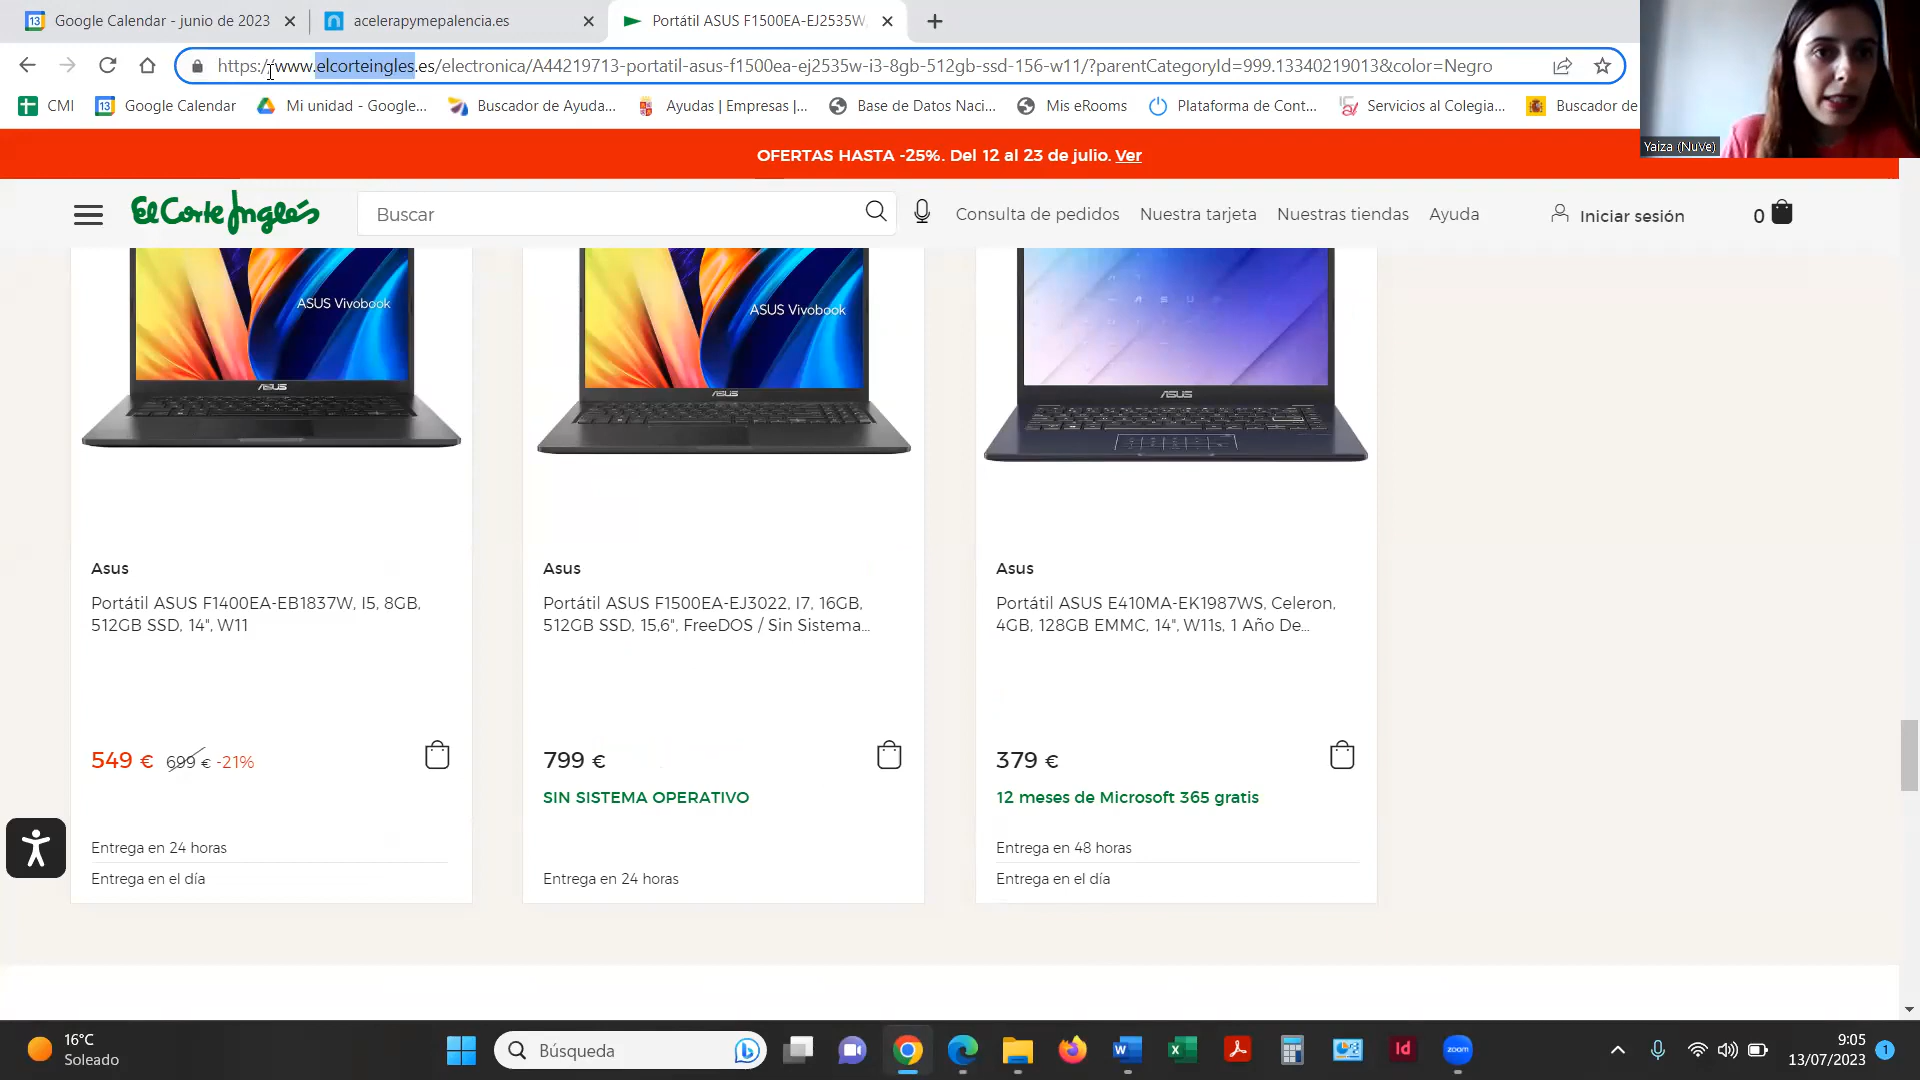 Google Calendar - junio de 2023
acelerapymepalencia.es
Portátil ASUS F1500EA-EJ2535W,
https://www.elcorteingles.es/electronica/A44219713-portatil-asus-f1500ea-ej2535w-i3-8gb-512gb-ssd-156-w11/?parentCategoryId=999.13340219013&color=Negro
CMI
Google Calendar
Mi unidad - Google...
Buscador de Ayuda...
Ayudas | Empresas |...
Base de Datos Naci...
Mis eRooms
Plataforma de Cont...
Servicios al Colegia...
Buscador de
Yaiza (NuVe)
OFERTAS HASTA -25%. Del 12 al 23 de julio. Ver
El Corte Inglés
Buscar
Consulta de pedidos
Nuestra tarjeta
Nuestras tiendas
Ayuda
Iniciar sesión
0
ASUS Vivobook
ASUS
ASUS Vivobook
ASUS
ASUS
ASUS
Asus
Portátil ASUS F1400EA-EB1837W, I5, 8GB,
512GB SSD, 14", W11
549 € 699 € -21%
Entrega en 24 horas
Entrega en el día
Asus
Portátil ASUS F1500EA-EJ3022, I7, 16GB,
512GB SSD, 15,6", FreeDOS / Sin Sistema...
799 €
SIN SISTEMA OPERATIVO
Entrega en 24 horas
Asus
Portátil ASUS E410MA-EK1987WS, Celeron,
4GB, 128GB EMMC, 14", W11s, 1 Año De...
379 €
12 meses de Microsoft 365 gratis
Entrega en 48 horas
Entrega en el día
16°C
Soleado
Búsqueda
zoom
9:05
13/07/2023
1